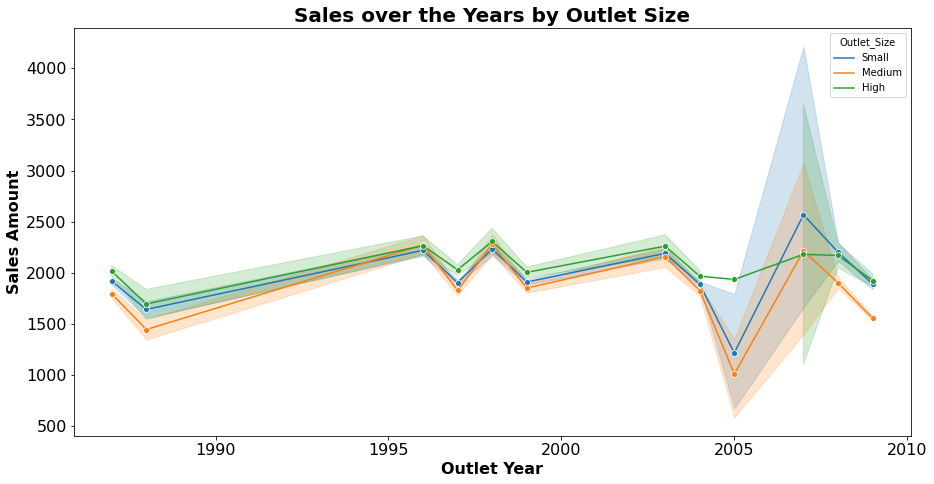 Sales over the Years by Outlet Size
Outlet_Size
Small
Medium
High
4000
3500
3000
2500
2000
1500
1000
500
Sales Amount
1990
1995
2000
2005
2010
Outlet Year